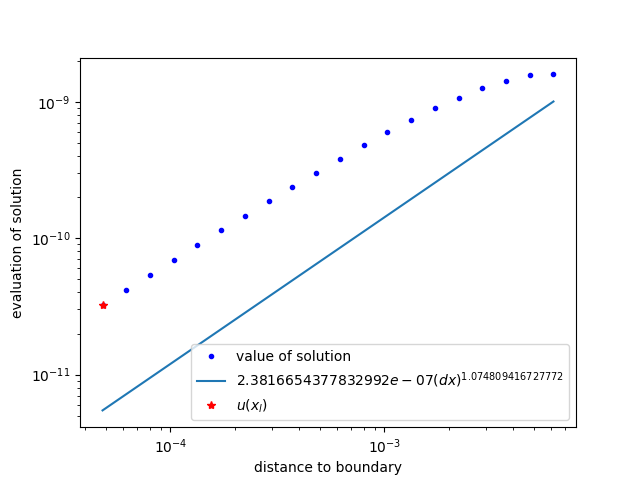 10^{-9}
10^{-10}
10^{-11}
evaluation of solution
value of solution
2.3816654377832992e − 07(dx)^{1.074809416727772}
u(x_l)
10^{-4}
10^{-3}
distance to boundary